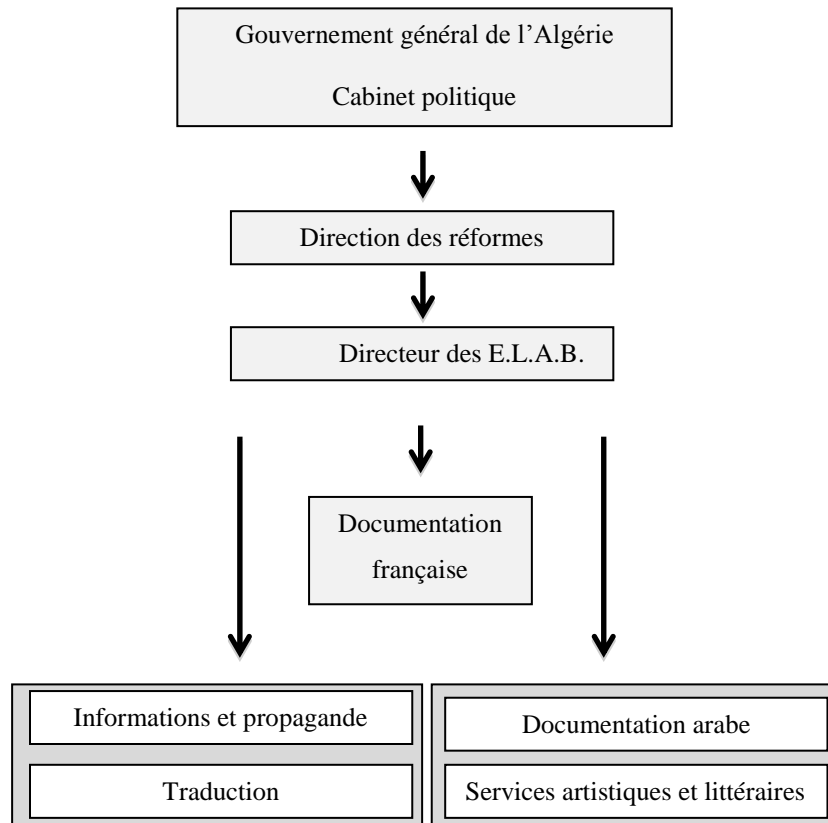 Gouvernement général de l’Algérie
Cabinet politique
Direction des réformes
Directeur des E.L.A.B.
Documentation
française
Informations et propagande
Traduction
Documentation arabe
Services artistiques et littéraires